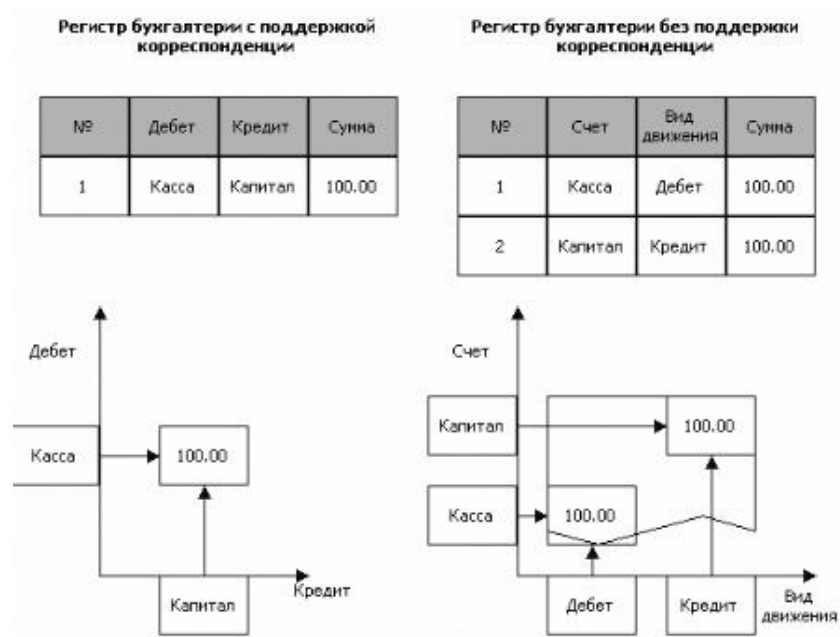 Регистр бухгалтерии с поддержкой
корреспонденции
№ Дебет Кредит Сумма
1 Касса Капитал 100.00
Дебет
Касса 100.00
Капитал
Кредит
Регистр бухгалтерии без поддержки
корреспонденции
№ Счет Вид движения Сумма
1 Касса Дебет 100.00
2 Капитал Кредит 100.00
Счет
Капитал 100.00
Касса 100.00
Дебет Кредит
Вид
движения